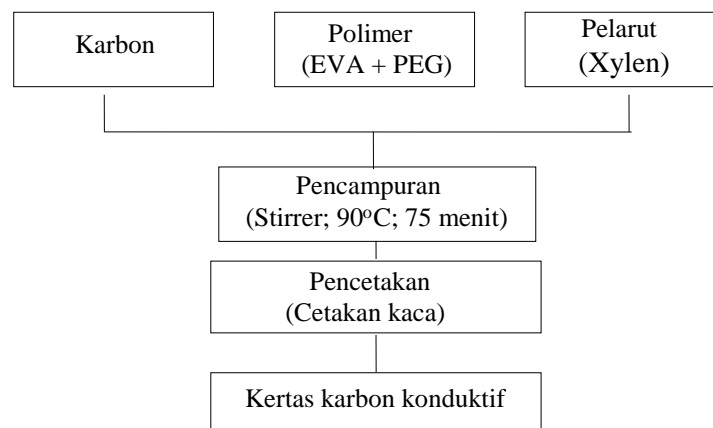 Karbon
Polimer
(EVA + PEG)
Pelarut
(Xylen)
Pencampuran
(Stirrer; 90°C; 75 menit)
Pencetakan
(Cetakan kaca)
Kertas karbon konduktif